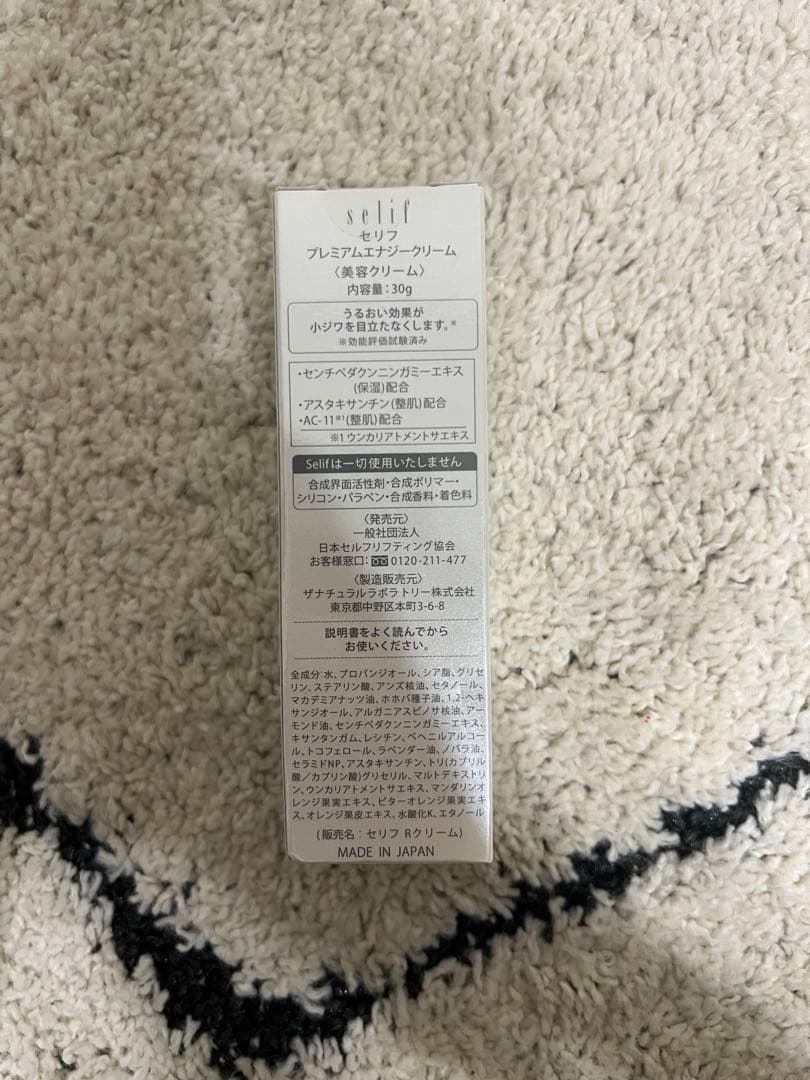 selif
セリフ
プレミアムエナジークリーム
〈美容クリーム〉
内容量：30g
うるおい効果が
小ジワを目立たなくします。※
※効能評価試験済み
・センチペダクンニンガミーエキス
(保湿)配合
・アスタキサンチン(整肌)配合
・AC-11※1(整肌)配合
※1 ウンカリアトメントサエキス
Selifは一切使用いたしません
合成界面活性剤・合成ポリマー・
シリコン・パラベン・合成香料・着色料
〈発売元〉
一般社団法人
日本セルフリフティング協会
お客様窓口：0120-211-477
〈製造販売元〉
ザナチュラルラボラトリー株式会社
東京都中野区本町3-6-8
説明書をよく読んでから
お使いください。
全成分：水、プロパンジオール、シア脂、グリセ
リン、ステアリン酸、アンズ核油、セタノール、
マカデミアナッツ油、ホホバ種子油、1,2-ヘキ
サンジオール、アルガニアスピノサ核油、アー
モンド油、センチペダクンニンガミーエキス、
キサンタンガム、レシチン、ベヘニルアルコー
ル、トコフェロール、ラベンダー油、ノバラ油、
セラミドNP、アスタキサンチン、トリ(カプリル
酸/カプリン酸)グリセリル、マルトデキストリ
ン、ウンカリアトメントサエキス、マンダリンオ
レンジ果実エキス、ビターオレンジ果実エキ
ス、オレンジ果皮エキス、水酸化K、エタノール
(販売名：セリフ Rクリーム)
MADE IN JAPAN